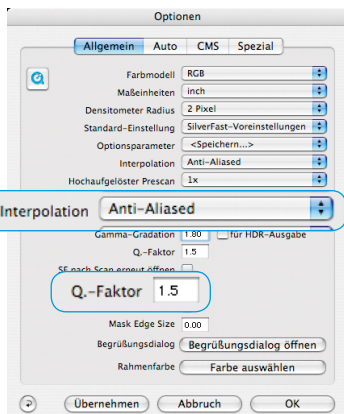 Optionen
Allgemein Auto CMS Spezial
Farbmodell RGB
Maßeinheiten inch
Densitometer Radius 2 Pixel
Standard-Einstellung SilverFast-Voreinstellungen
Optionsparameter <Speichern...>
Interpolation Anti-Aliased
Hochaufgelöster Prescan 1x
Interpolation Anti-Aliased
Gamma-Gradation 1.80 für HDR-Ausgabe
Q.-Faktor 1.5
SF nach Scan erneut öffnen
Q.-Faktor 1.5
Mask Edge Size 0.00
Begrüßungsdialog Begrüßungsdialog öffnen
Rahmenfarbe Farbe auswählen
Übernehmen Abbruch OK